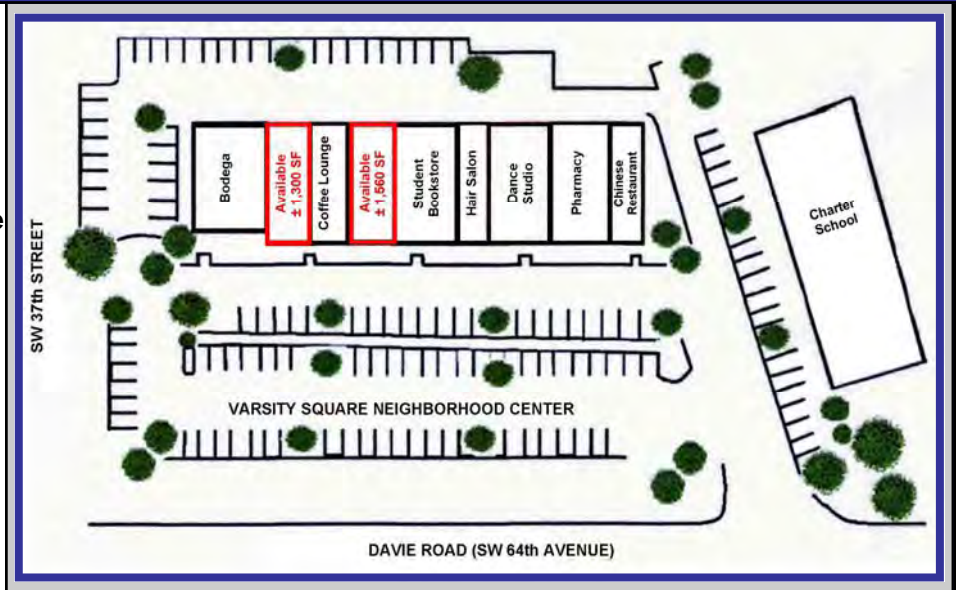 Bodega
Available
± 1,300 SF
Coffee Lounge
Available
± 1,560 SF
Student
Bookstore
Hair Salon
Dance
Studio
Pharmacy
Chinese
Restaurant
Charter
School
SW 37th STREET
VARSITY SQUARE NEIGHBORHOOD CENTER
DAVIE ROAD (SW 64th AVENUE)